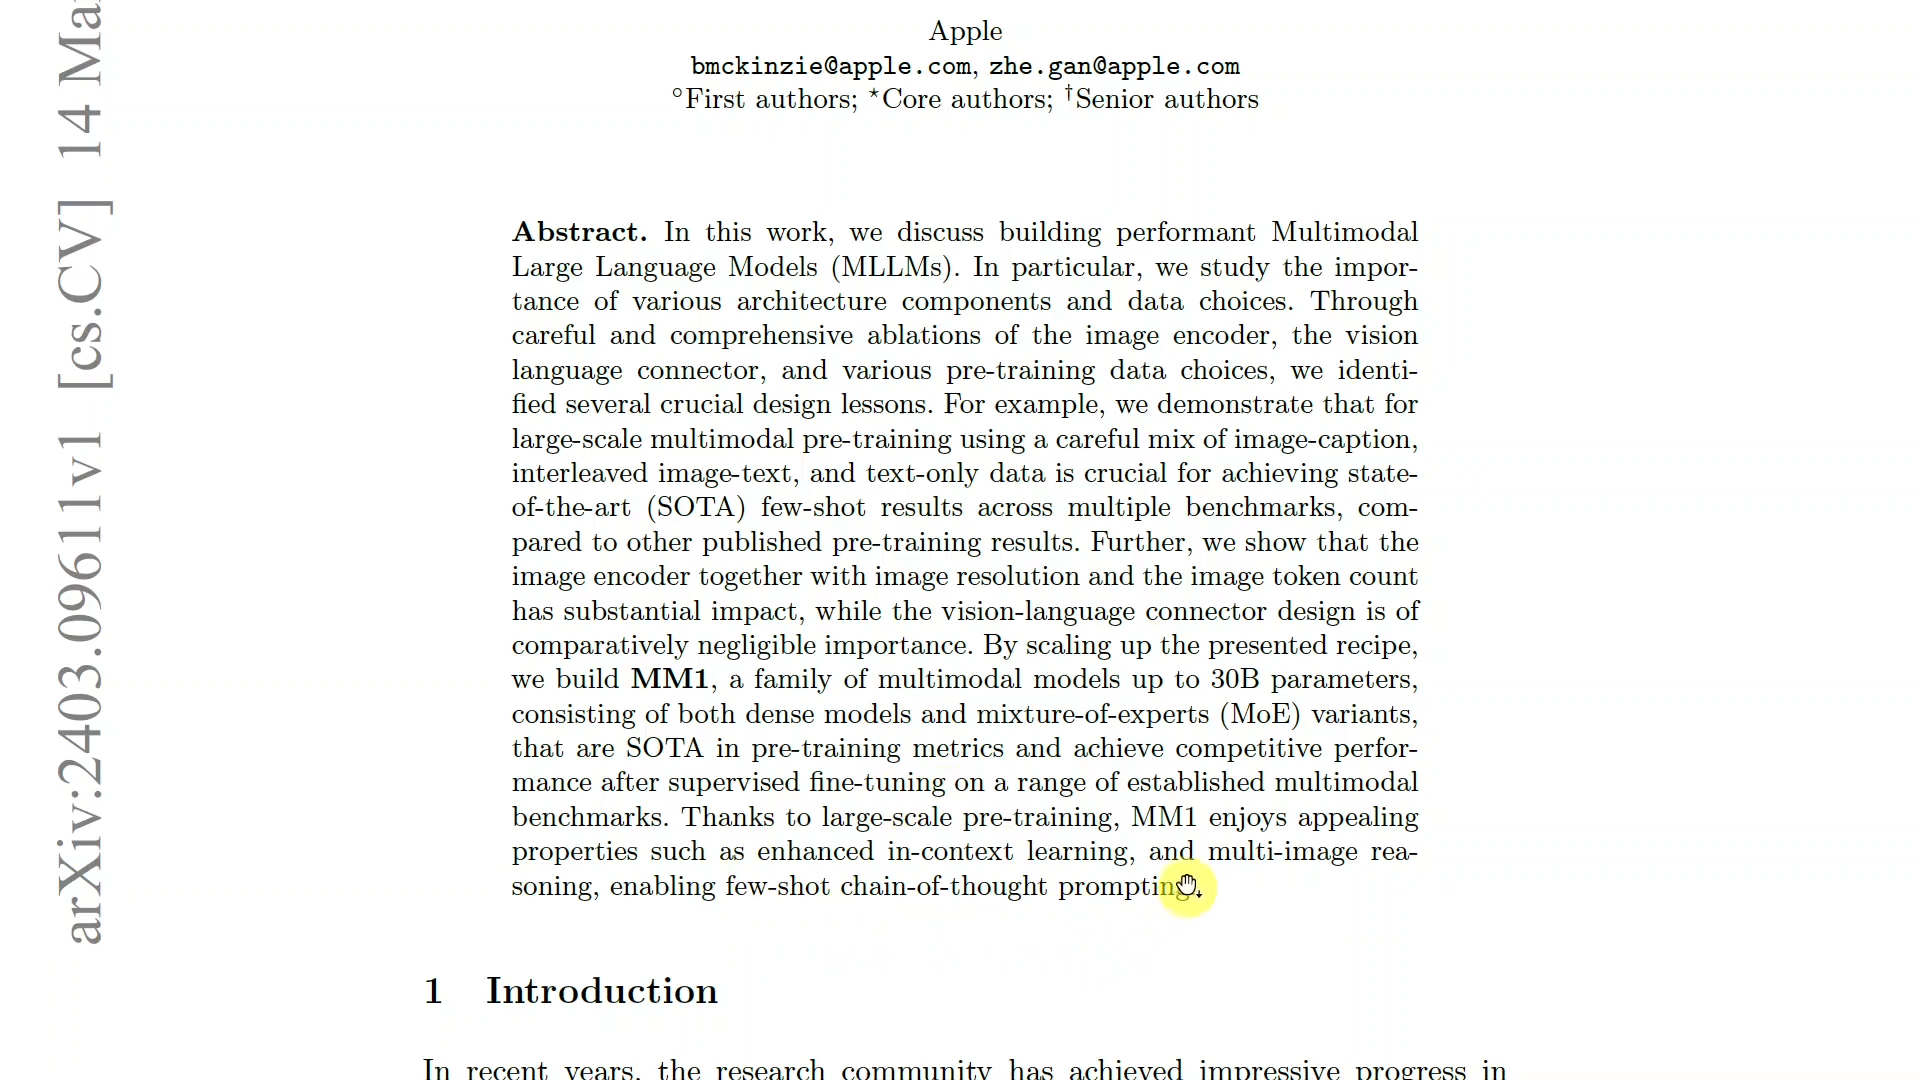 Apple
bmckinzie@apple.com, zhe.gan@apple.com
°First authors; *Core authors; †Senior authors
Abstract. In this work, we discuss building performant Multimodal
Large Language Models (MLLMs). In particular, we study the impor-
tance of various architecture components and data choices. Through
careful and comprehensive ablations of the image encoder, the vision
language connector, and various pre-training data choices, we identi-
fied several crucial design lessons. For example, we demonstrate that for
large-scale multimodal pre-training using a careful mix of image-caption,
interleaved image-text, and text-only data is crucial for achieving state-
of-the-art (SOTA) few-shot results across multiple benchmarks, com-
pared to other published pre-training results. Further, we show that the
image encoder together with image resolution and the image token count
has substantial impact, while the vision-language connector design is of
comparatively negligible importance. By scaling up the presented recipe,
we build MM1, a family of multimodal models up to 30B parameters,
consisting of both dense models and mixture-of-experts (MoE) variants,
that are SOTA in pre-training metrics and achieve competitive perfor-
mance after supervised fine-tuning on a range of established multimodal
benchmarks. Thanks to large-scale pre-training, MM1 enjoys appealing
properties such as enhanced in-context learning, and multi-image rea-
soning, enabling few-shot chain-of-thought prompting.
1 Introduction
In recent years, the research community has achieved impressive progress in
arXiv:2403.09611v1 [cs.CV] 14 Ma